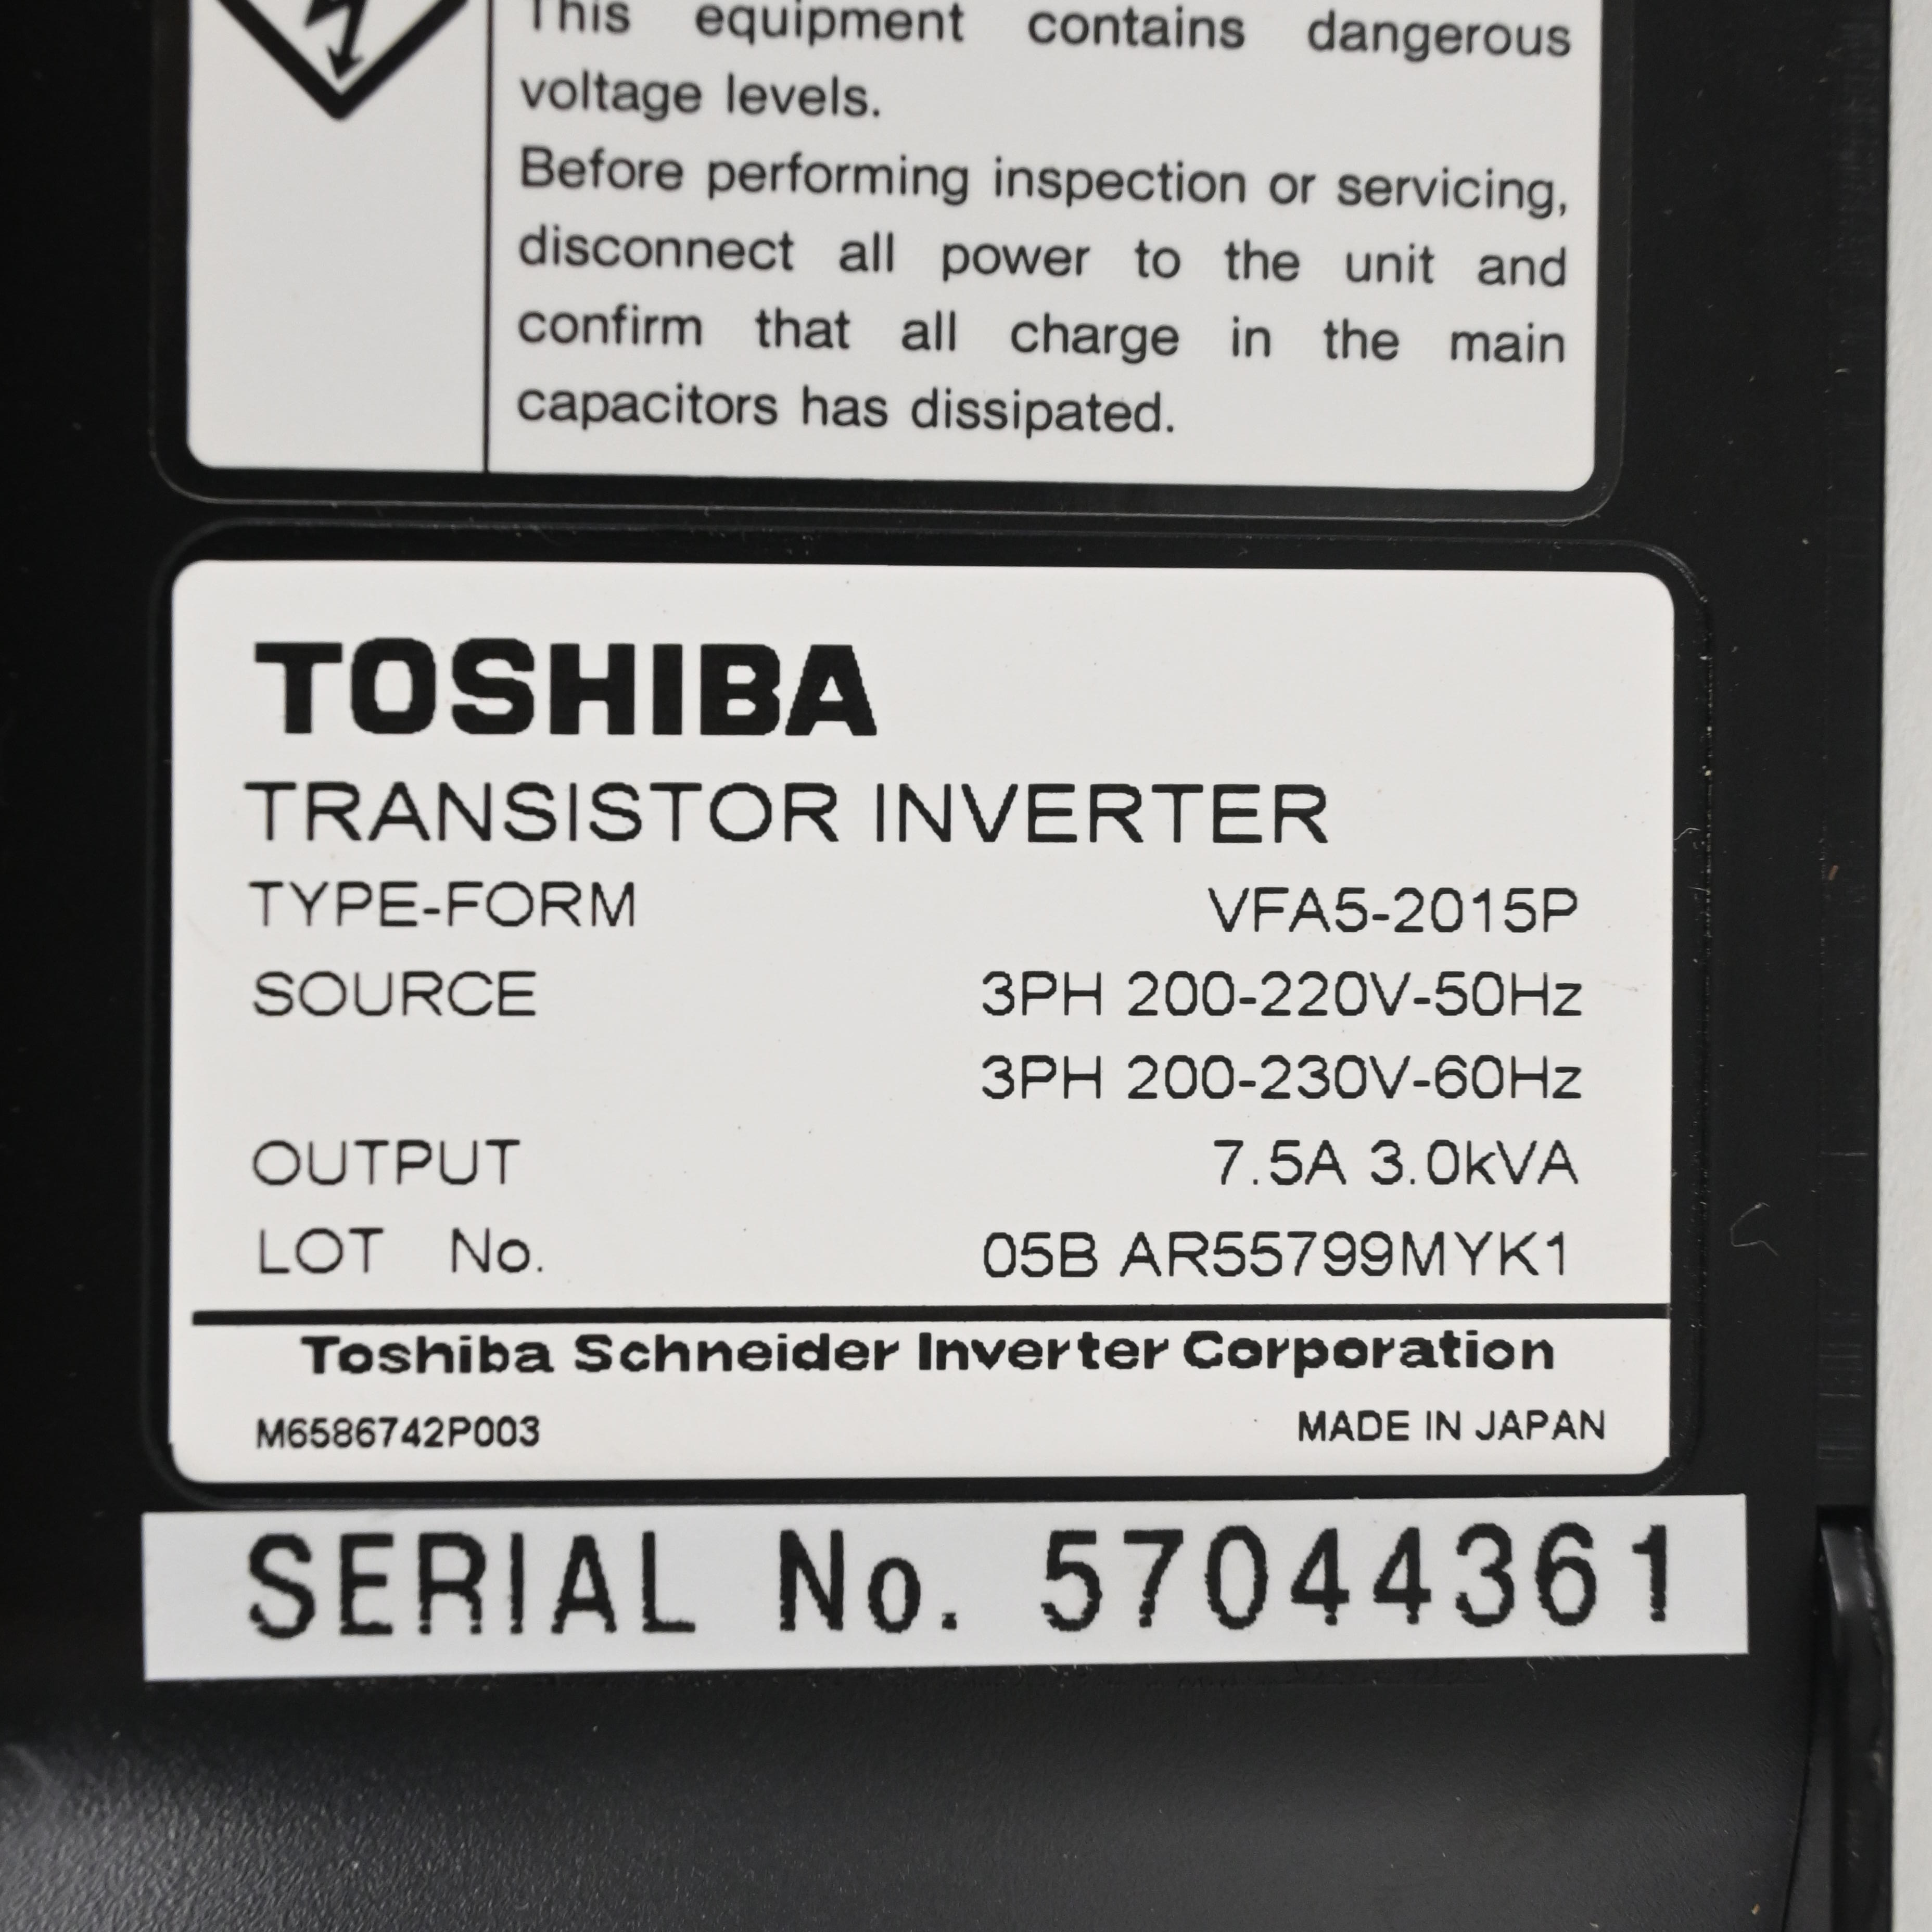 This equipment contains dangerous
voltage levels.
Before performing inspection or servicing,
disconnect all power to the unit and
confirm that all charge in the main
capacitors has dissipated.
TOSHIBA
TRANSISTOR INVERTER
TYPE-FORM VFA5-2015P
SOURCE 3PH 200-220V-50Hz
3PH 200-230V-60Hz
OUTPUT 7.5A 3.0kVA
LOT No. 05B AR55799MYK1
Toshiba Schneider Inverter Corporation
M6586742P003 MADE IN JAPAN
SERIAL No. 57044361